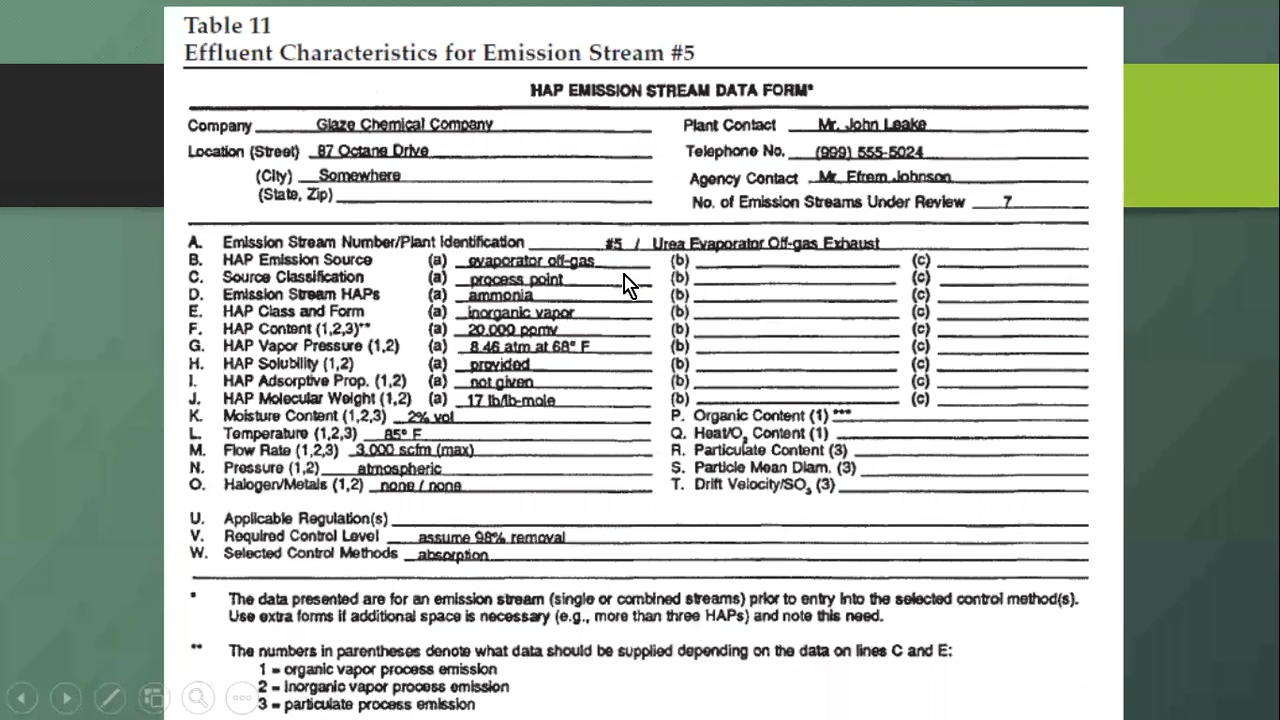 Table 11
Effluent Characteristics for Emission Stream #5
HAP EMISSION STREAM DATA FORM*
Company Glaze Chemical Company Plant Contact Mr. John Leake
Location (Street) 87 Octane Drive Telephone No. (999) 555-5024
(City) Somewhere Agency Contact Mr. Efrem Johnson
(State, Zip) No. of Emission Streams Under Review 7
A. Emission Stream Number/Plant Identification #5 / Urea Evaporator Off-gas Exhaust
B. HAP Emission Source (a) evaporator off-gas (b) (c)
C. Source Classification (a) process point (b) (c)
D. Emission Stream HAPs (a) ammonia (b) (c)
E. HAP Class and Form (a) inorganic vapor (b) (c)
F. HAP Content (1,2,3)** (a) 20,000 ppmv (b) (c)
G. HAP Vapor Pressure (1,2) (a) 8.46 atm at 68° F (b) (c)
H. HAP Solubility (1,2) (a) provided (b) (c)
I. HAP Adsorptive Prop. (1,2) (a) not given (b) (c)
J. HAP Molecular Weight (1,2) (a) 17 lb/lb-mole (b) (c)
K. Moisture Content (1,2,3) 2% vol P. Organic Content (1) ***
L. Temperature (1,2,3) 85° F Q. Heat/O2 Content (1)
M. Flow Rate (1,2,3) 3,000 scfm (max) R. Particulate Content (3)
N. Pressure (1,2) atmospheric S. Particle Mean Diam. (3)
O. Halogen/Metals (1,2) none / none T. Drift Velocity/SO3 (3)
U. Applicable Regulation(s)
V. Required Control Level assume 98% removal
W. Selected Control Methods absorption
* The data presented are for an emission stream (single or combined streams) prior to entry into the selected control method(s).
Use extra forms if additional space is necessary (e.g., more than three HAPs) and note this need.
** The numbers in parentheses denote what data should be supplied depending on the data on lines C and E:
1 = organic vapor process emission
2 = inorganic vapor process emission
3 = particulate process emission